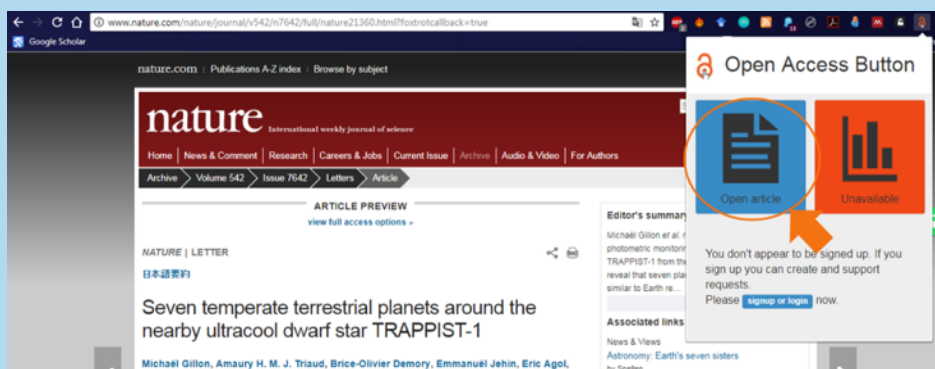 www.nature.com/nature/journal/v542/n7642/full/nature21360.html?foxtrotcallback=true
Google Scholar
nature.com Publications A-Z index Browse by subject
nature International weekly journal of science
Home News & Comment Research Careers & Jobs Current Issue Archive Audio & Video For Authors
Archive Volume 542 Issue 7642 Letters Article
ARTICLE PREVIEW
view full access options
NATURE | LETTER
日本語要約
Seven temperate terrestrial planets around the
nearby ultracool dwarf star TRAPPIST-1
Michaël Gillon, Amaury H. M. J. Triaud, Brice-Olivier Demory, Emmanuël Jehin, Eric Agol,
Editor's summary
Michaël Gillon et al.
photometric
TRAPPIST-1 from the
reveal that seven
similar to Earth re...
Associated links
News & Views
Astronomy: Earth's seven sisters
by Snellen
Open Access Button
Open article
Unavailable
You don't appear to be signed up. If you
sign up you can create and support
requests.
Please signup or login now.